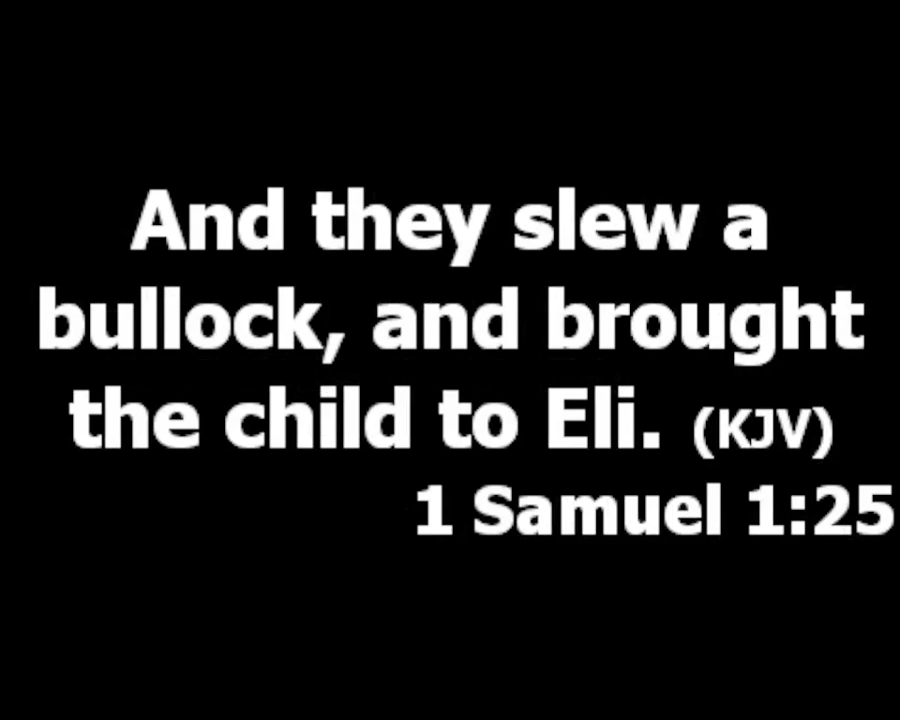 And they slew a
bullock, and brought
the child to Eli. (KJV)
1 Samuel 1:25